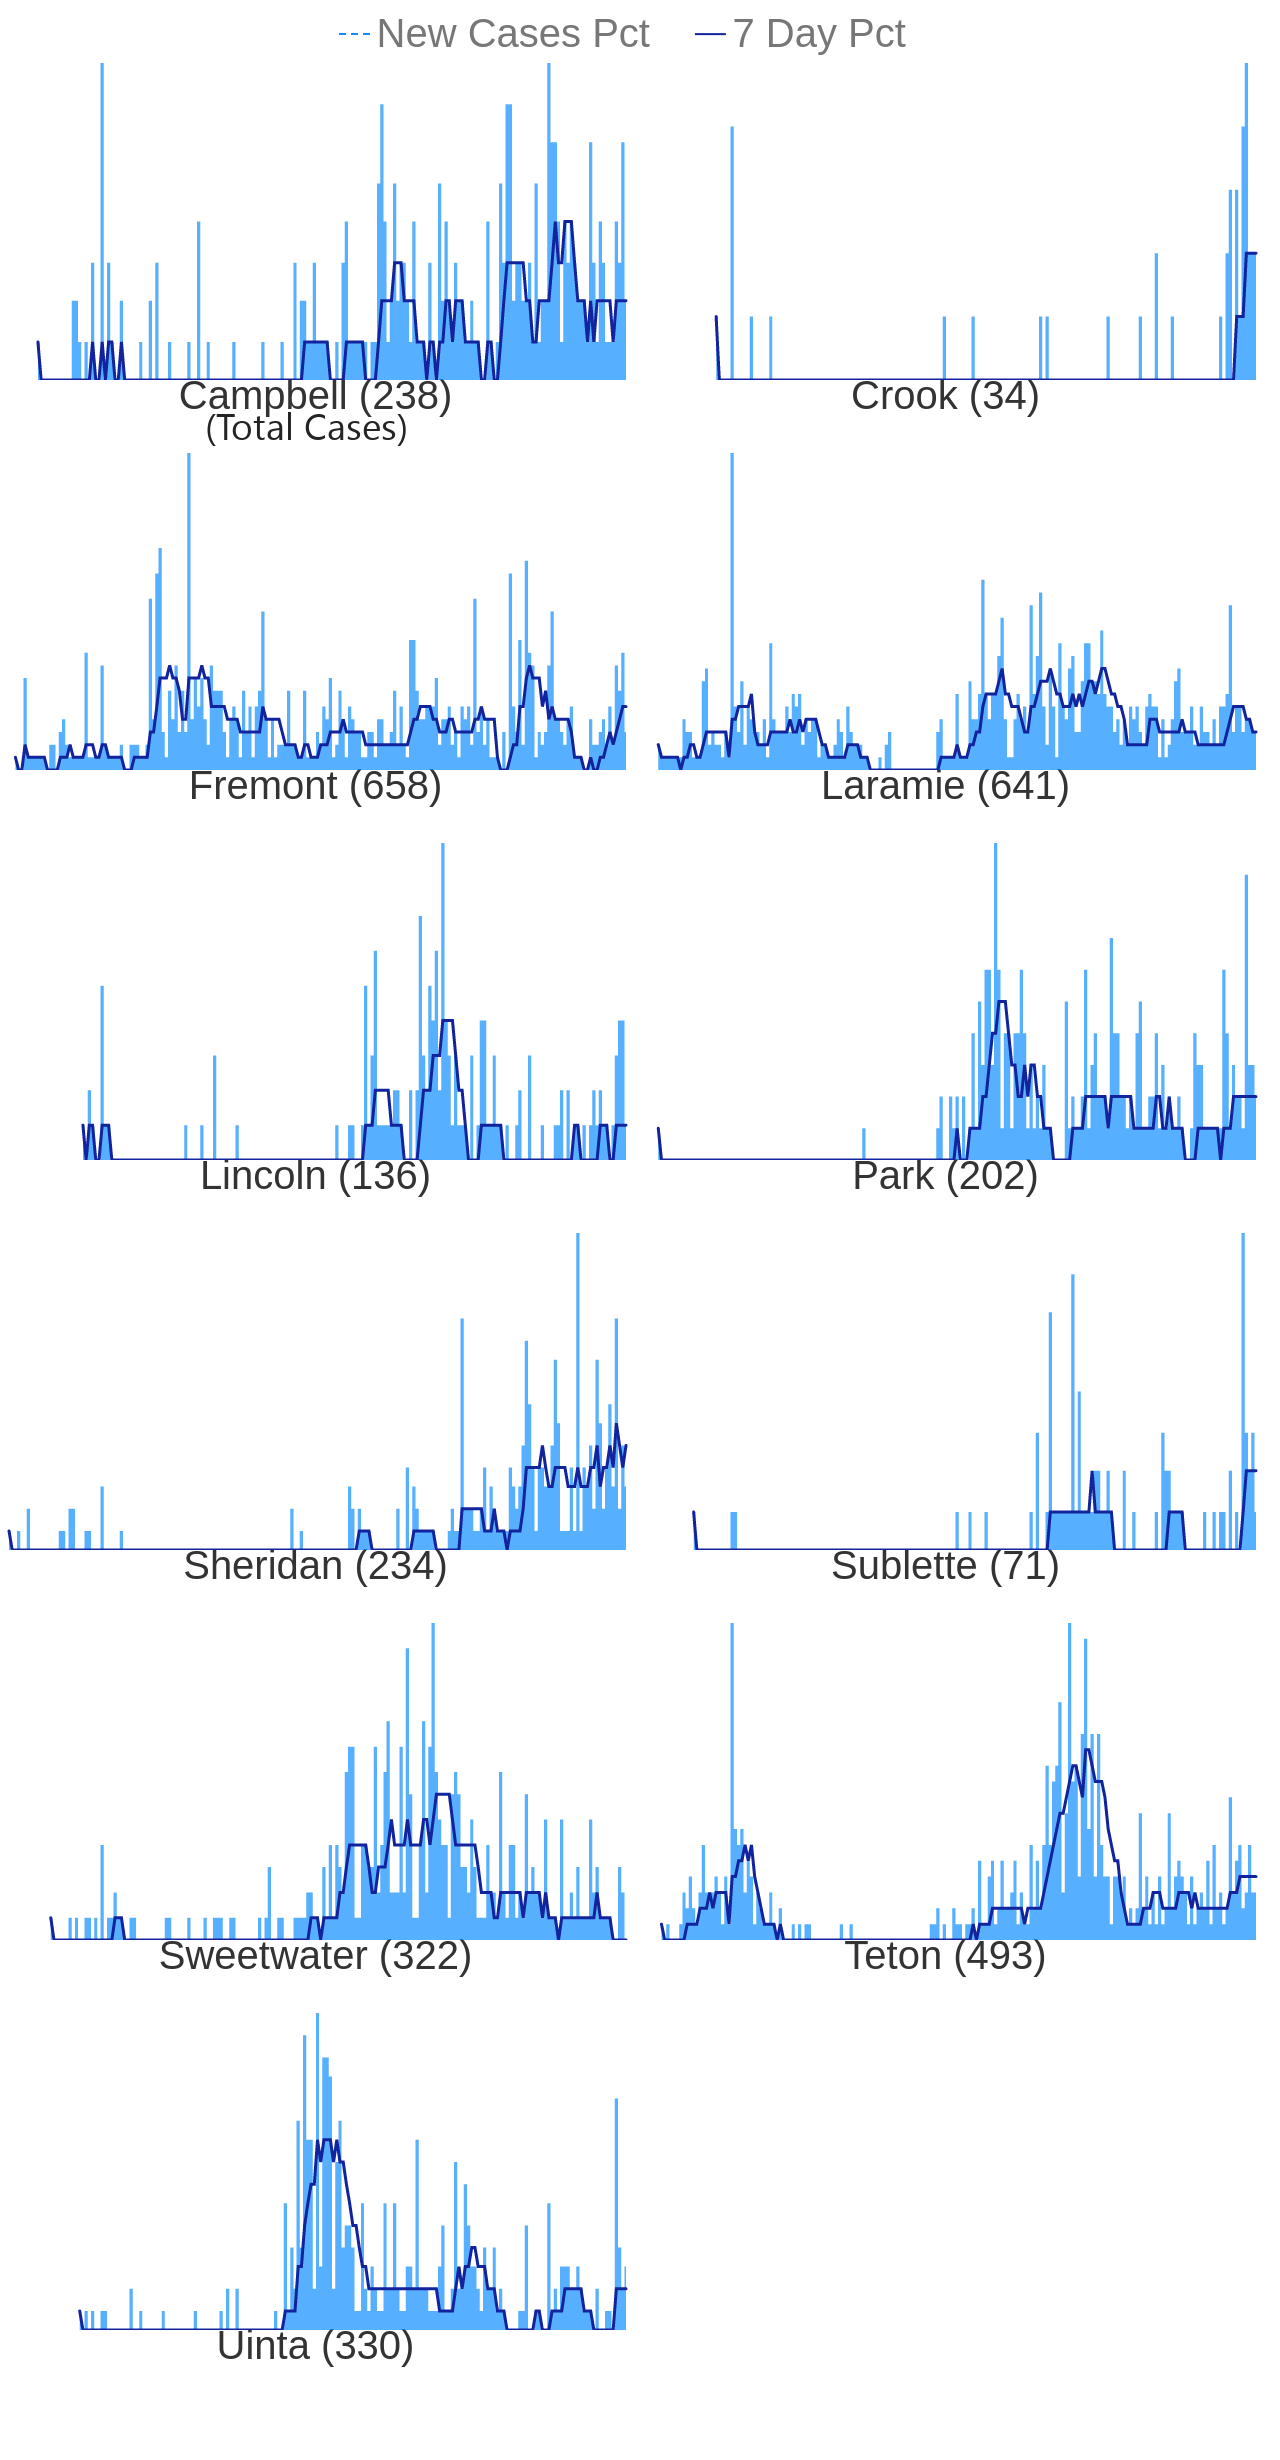 New Cases Pct 7 Day Pct
Campbell (238) Crook (34)
(Total Cases)
Fremont (658) Laramie (641)
Lincoln (136) Park (202)
Sheridan (234) Sublette (71)
Sweetwater (322) Teton (493)
Uinta (330)